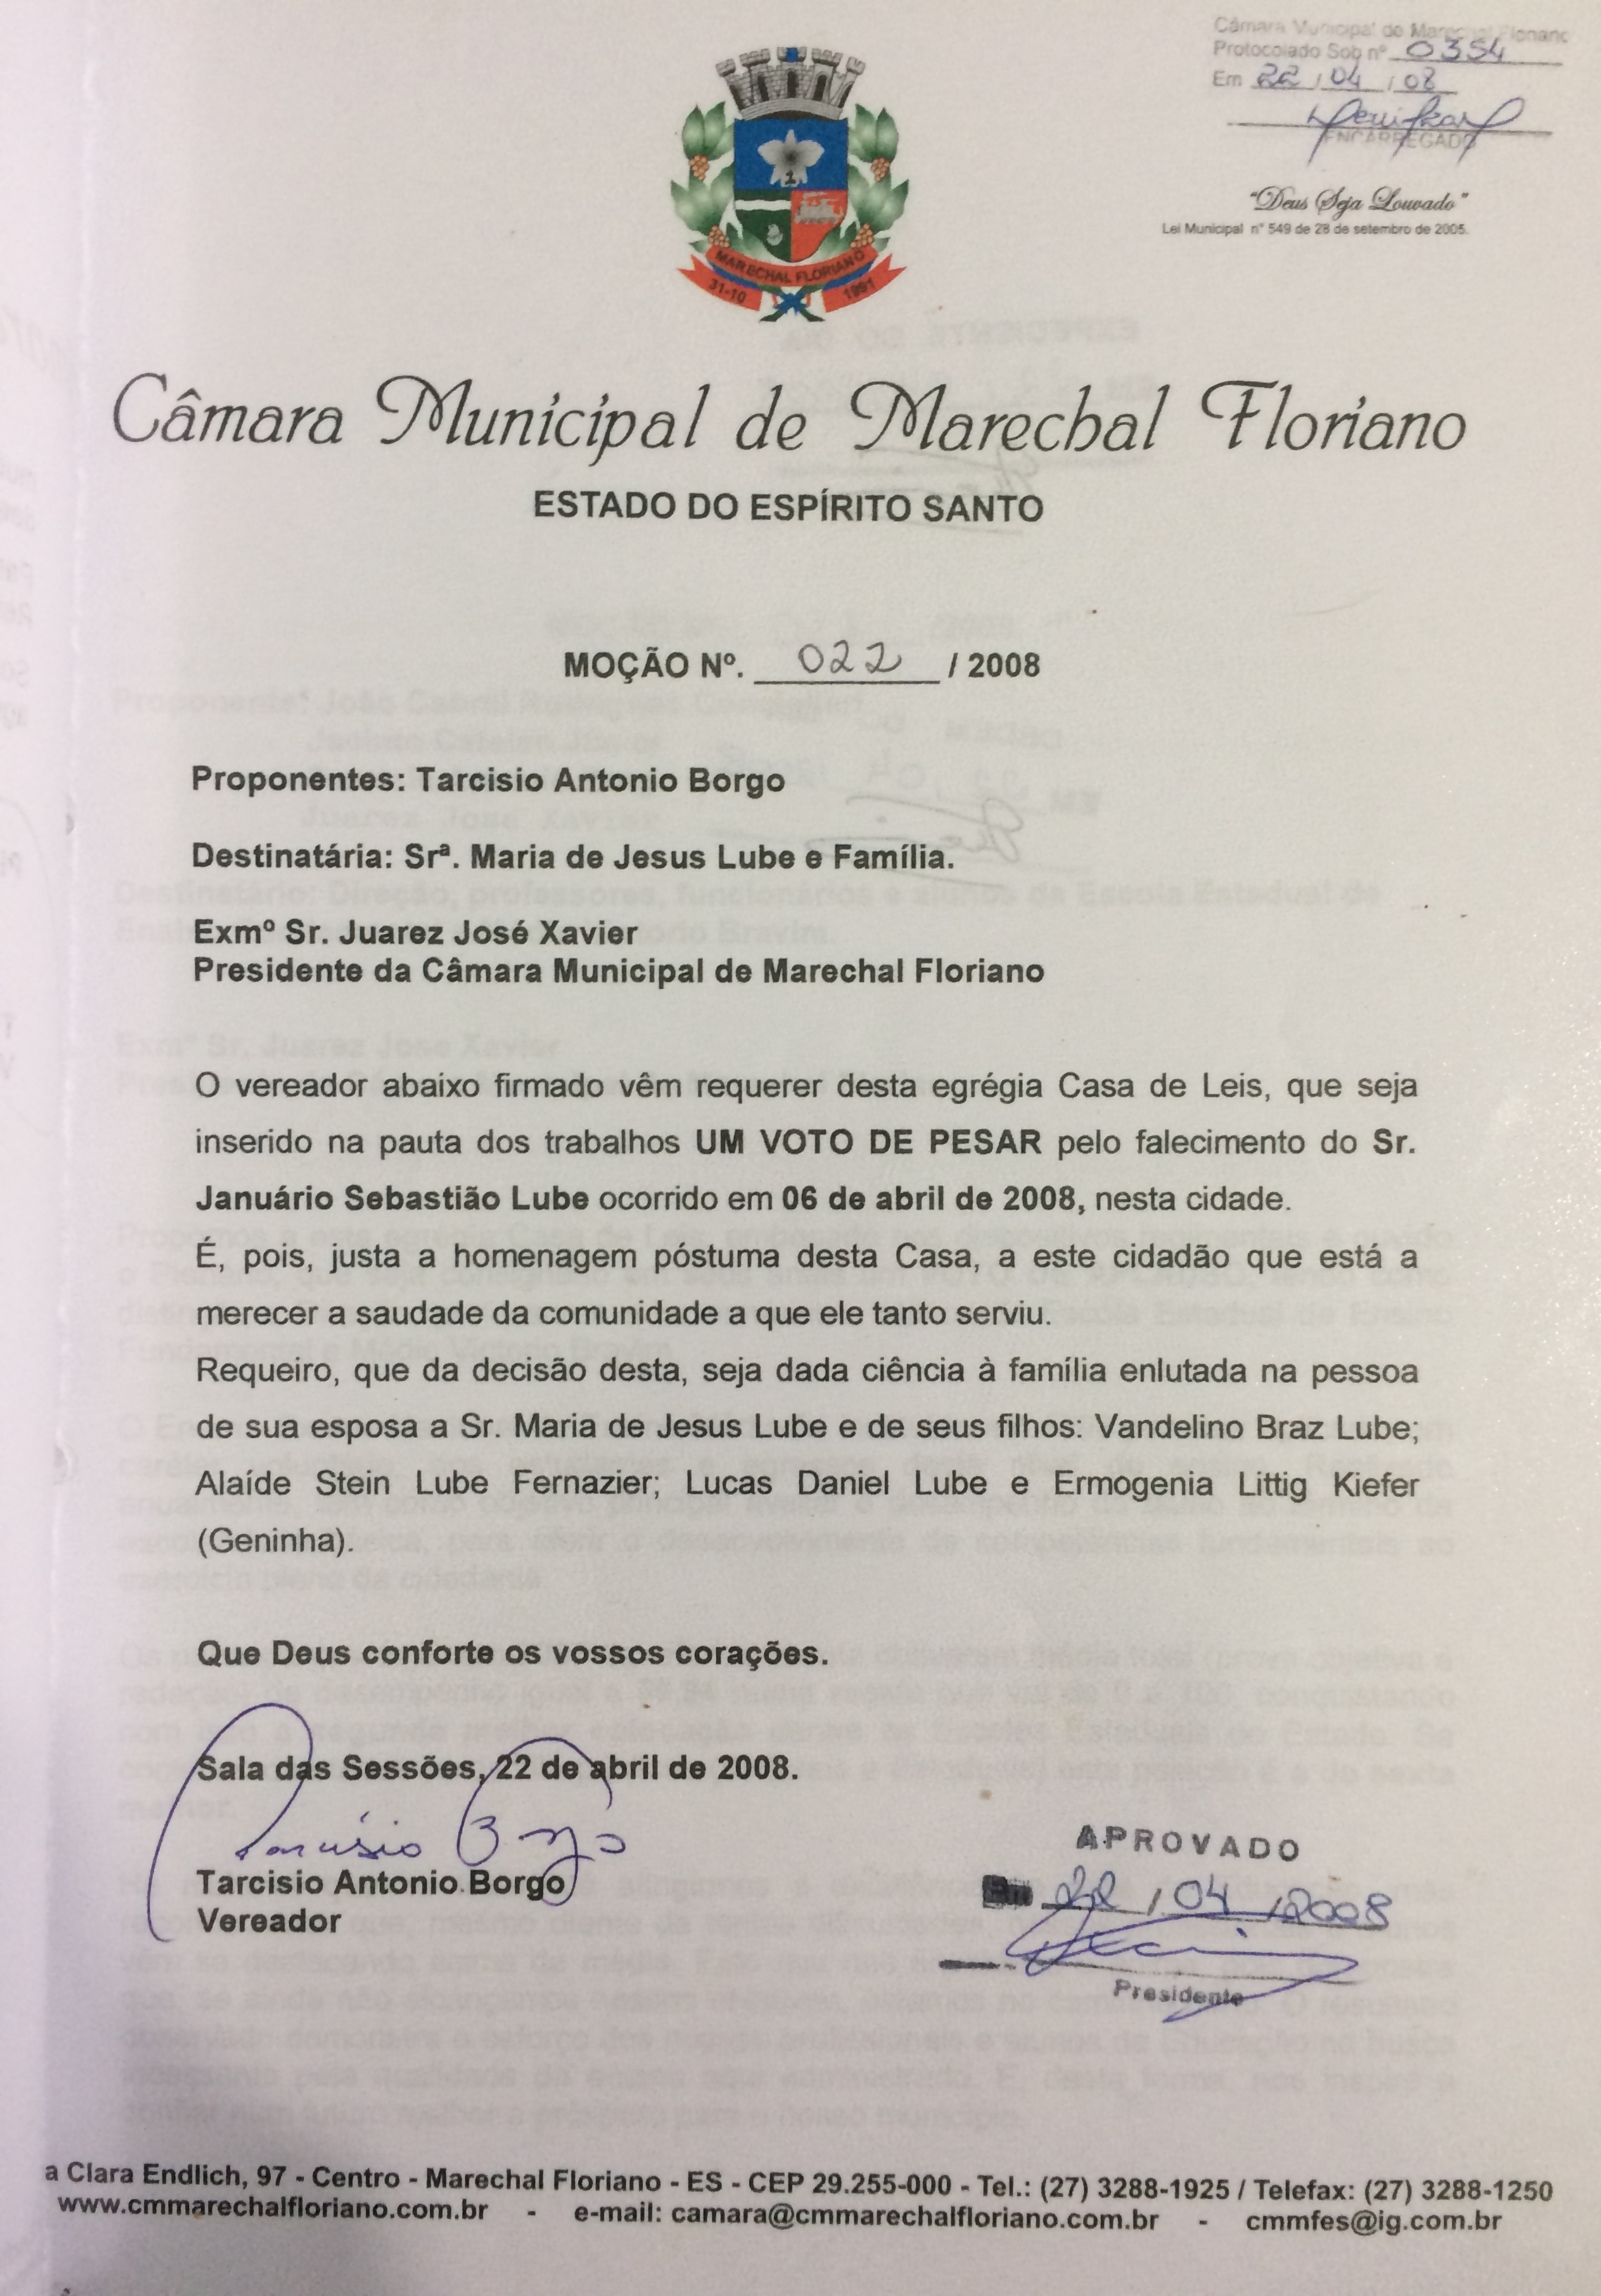 Câmara Municipal de Marechal Floriano
Protocolado Sob nº 0354
Em 22 / 04 / 08
ENCARREGADO
"Deus Seja Louvado"
Lei Municipal nº 549 de 28 de setembro de 2005.
1
MARECHAL FLORIANO
31-10 1991
Câmara Municipal de Marechal Floriano
ESTADO DO ESPÍRITO SANTO
MOÇÃO Nº. 022 / 2008
Proponentes: Tarcisio Antonio Borgo
Destinatária: Srª. Maria de Jesus Lube e Família.
Exmº Sr. Juarez José Xavier
Presidente da Câmara Municipal de Marechal Floriano
O vereador abaixo firmado vêm requerer desta egrégia Casa de Leis, que seja
inserido na pauta dos trabalhos UM VOTO DE PESAR pelo falecimento do Sr.
Januário Sebastião Lube ocorrido em 06 de abril de 2008, nesta cidade.
É, pois, justa a homenagem póstuma desta Casa, a este cidadão que está a
merecer a saudade da comunidade a que ele tanto serviu.
Requeiro, que da decisão desta, seja dada ciência à família enlutada na pessoa
de sua esposa a Sr. Maria de Jesus Lube e de seus filhos: Vandelino Braz Lube;
Alaíde Stein Lube Fernazier; Lucas Daniel Lube e Ermogenia Littig Kiefer
(Geninha).
Que Deus conforte os vossos corações.
Sala das Sessões, 22 de abril de 2008.
Tarcisio Borgo
Tarcisio Antonio Borgo
Vereador
APROVADO
Em 22 / 04 / 2008
Presidente
a Clara Endlich, 97 - Centro - Marechal Floriano - ES - CEP 29.255-000 - Tel.: (27) 3288-1925 / Telefax: (27) 3288-1250
www.cmmarechalfloriano.com.br - e-mail: camara@cmmarechalfloriano.com.br - cmmfes@ig.com.br